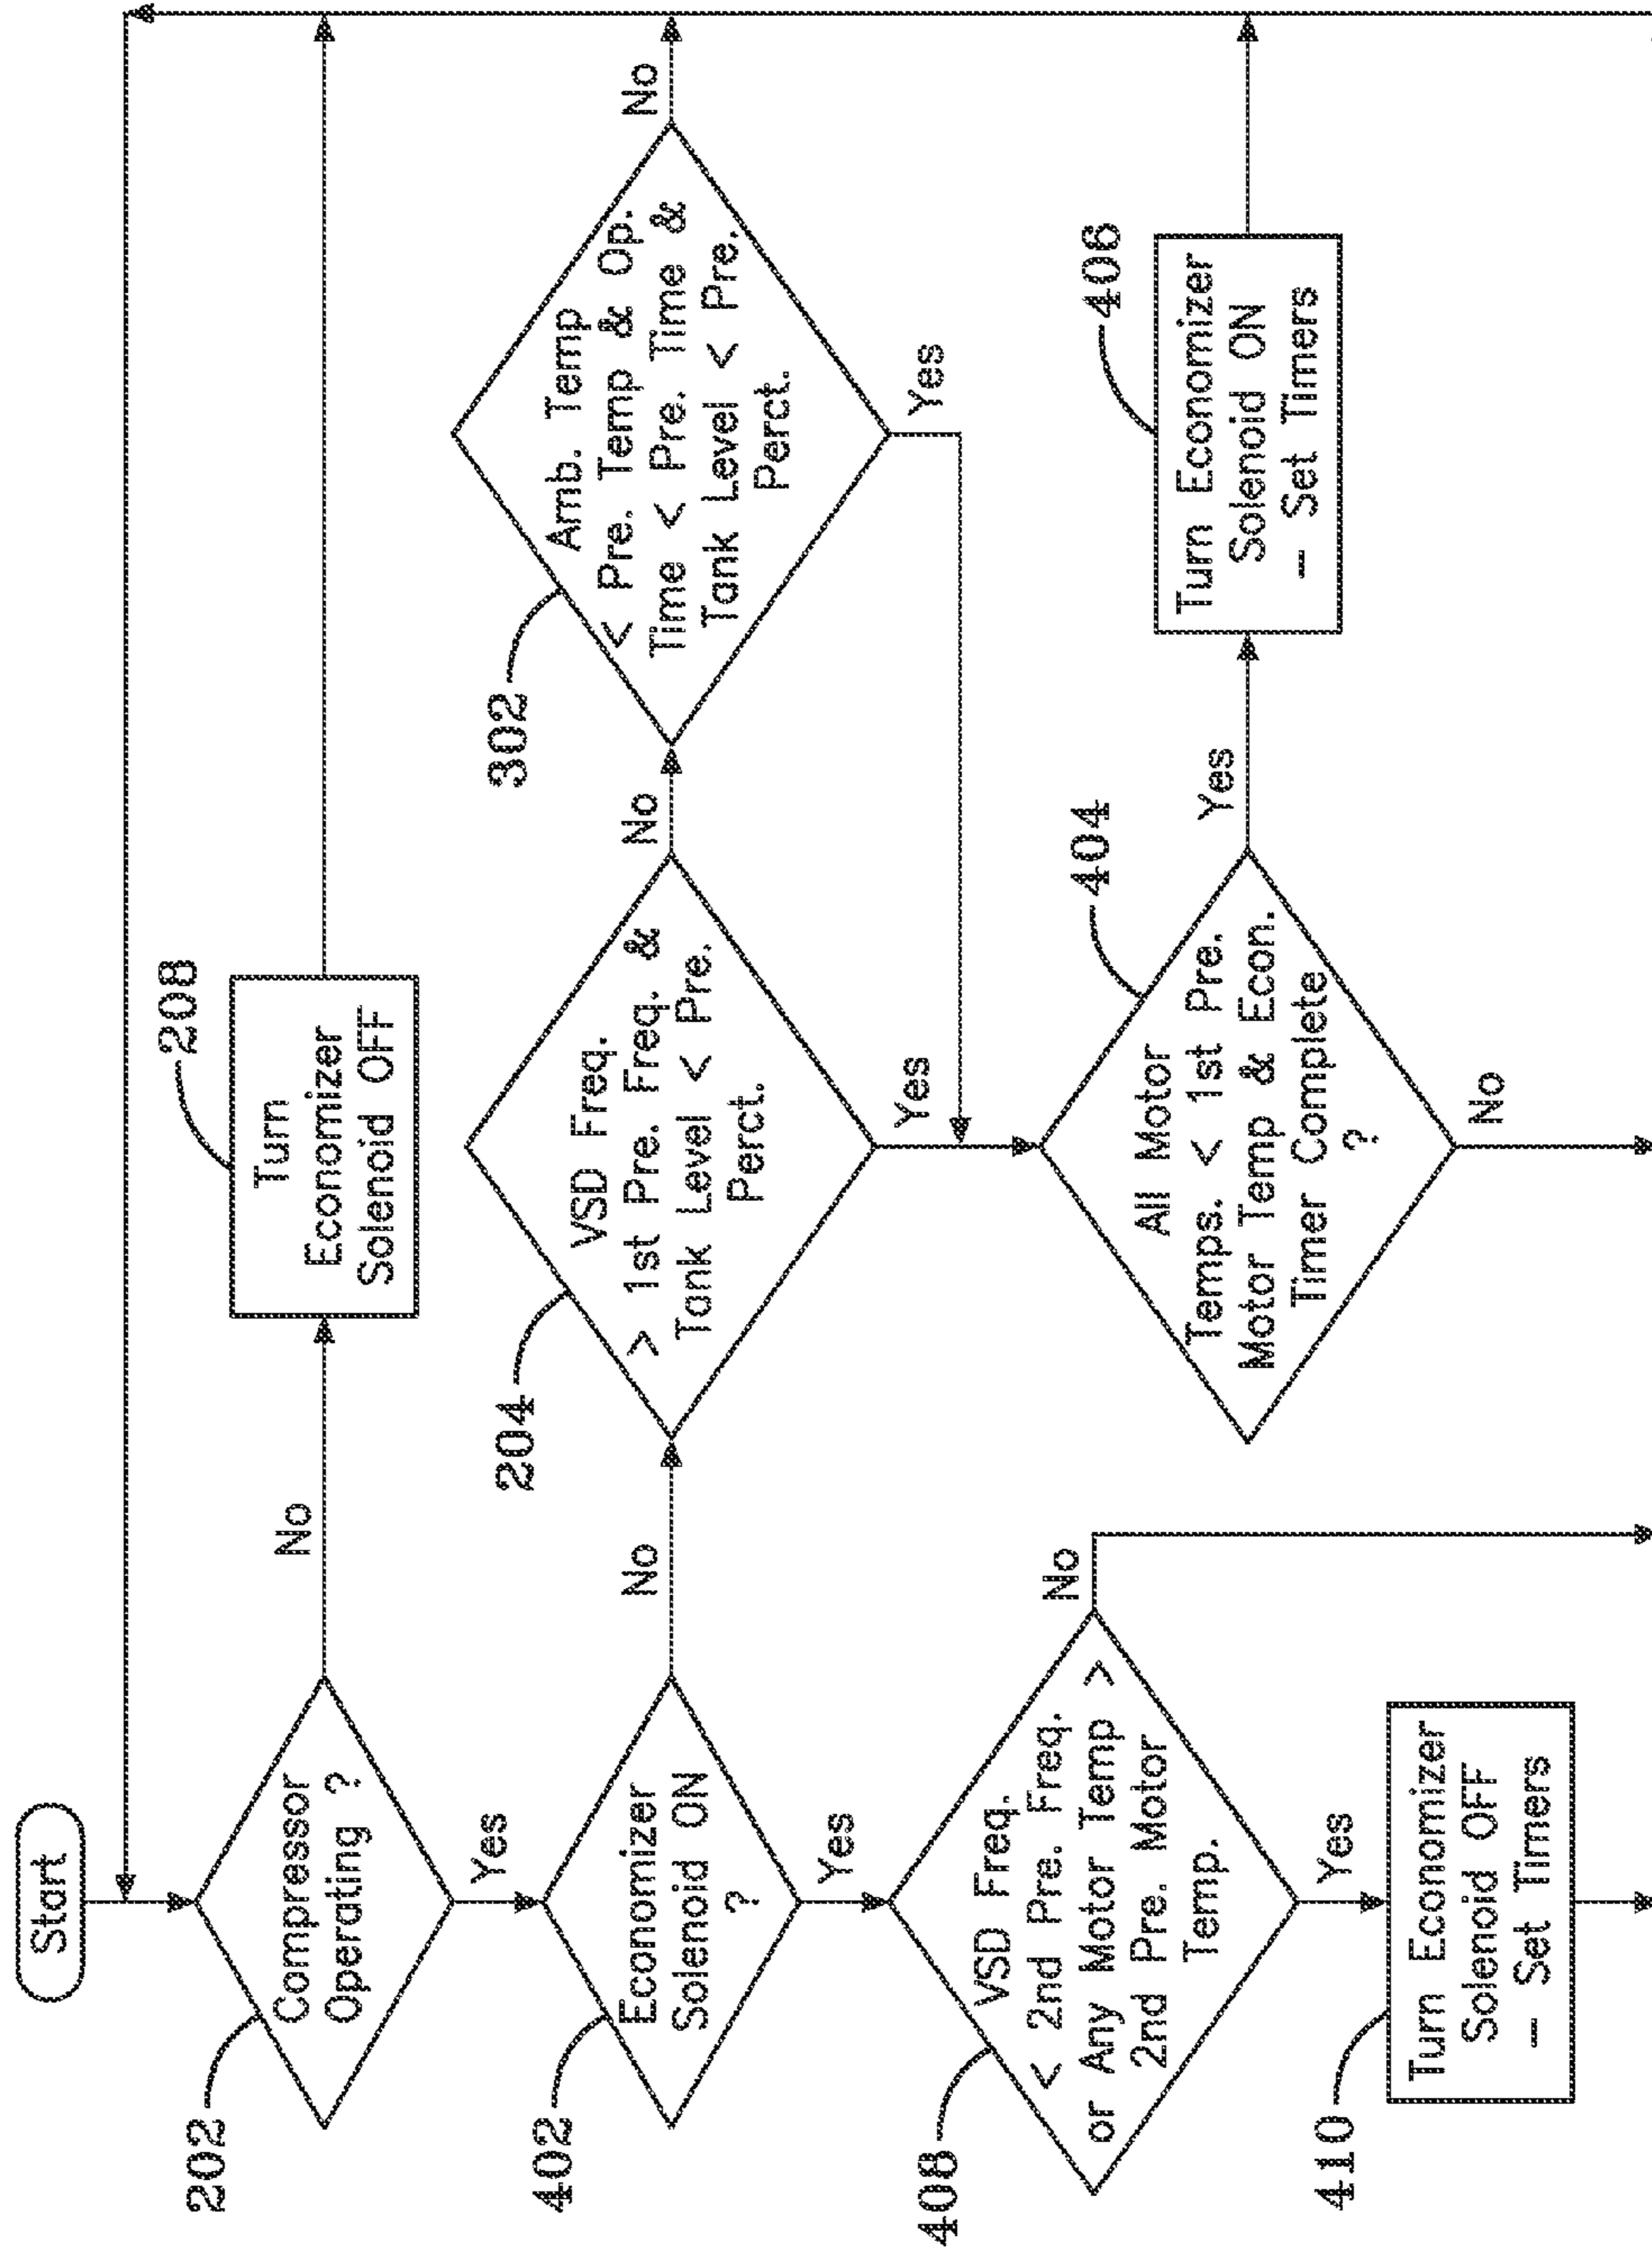 Start
202
Compressor
Operating ?
No
208
Turn
Economizer
Solenoid OFF
Yes
402
Economizer
Solenoid ON
?
No
204
VSD Freq.
> 1st Pre. Freq. &
Tank Level < Pre.
Perct.
No
302
Amb. Temp
< Pre. Temp & Op.
Time < Pre. Time &
Tank Level < Pre.
Perct.
No
Yes
Yes
Yes
408
VSD Freq.
< 2nd Pre. Freq.
or Any Motor Temp >
2nd Pre. Motor
Temp.
No
404
All Motor
Temps. < 1st Pre.
Motor Temp & Econ.
Timer Complete
?
Yes
406
Turn Economizer
Solenoid ON
– Set Timers
Yes
No
410
Turn Economizer
Solenoid OFF
– Set Timers